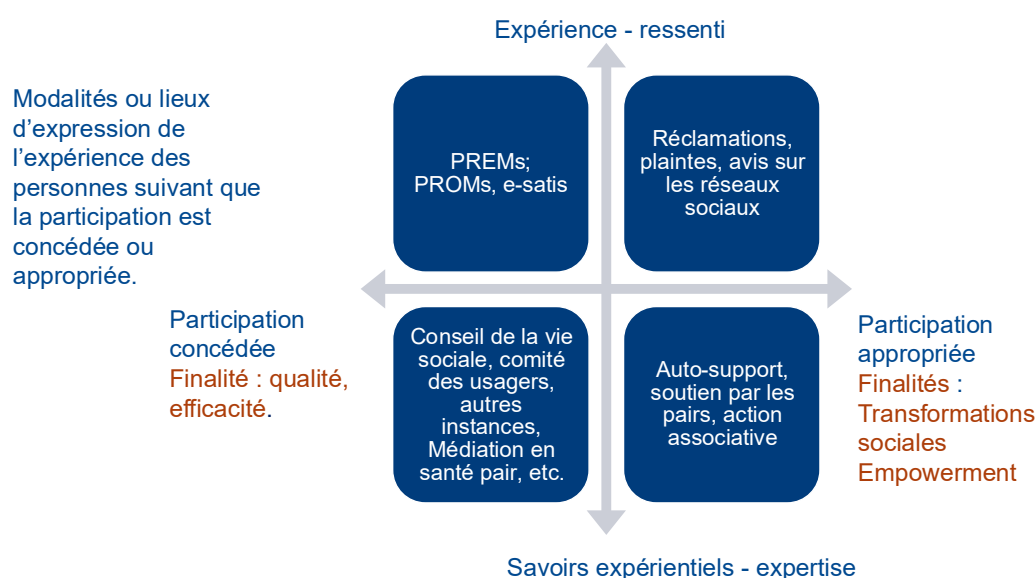 Expérience - ressenti
Modalités ou lieux
d'expression de
l'expérience des
personnes suivant que
la participation est
concédée ou
appropriée.
PREMs;
PROMs, e-satis
Réclamations,
plaintes, avis sur
les réseaux
sociaux
Participation
concédée
Finalité : qualité,
efficacité.
Conseil de la vie
sociale, comité
des usagers,
autres
instances,
Médiation en
santé pair, etc.
Auto-support,
soutien par les
pairs, action
associative
Participation
appropriée
Finalités :
Transformations
sociales
Empowerment
Savoirs expérientiels - expertise